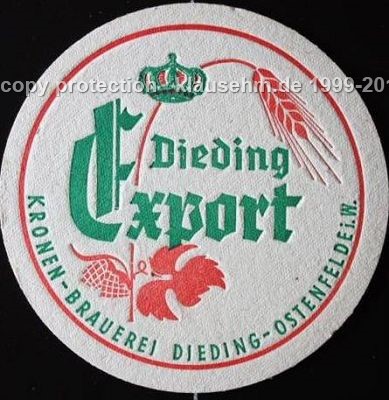 copy protection- klausehm.de 1999-201
Dieding
Export
KRONEN-BRAUEREI DIEDING-OSTENFELDE i.W.